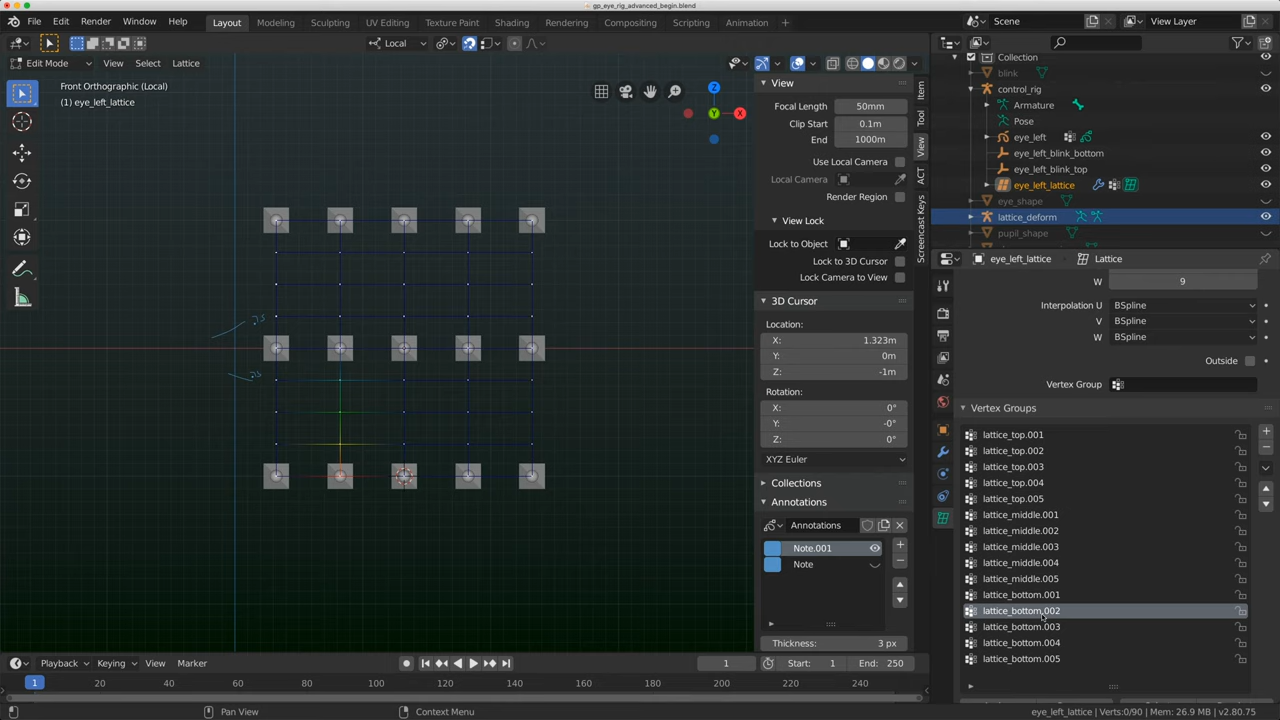 gp_eye_rig_advanced_begin.blend
File Edit Render Window Help Layout Modeling Sculpting UV Editing Texture Paint Shading Rendering Compositing Scripting Animation + Scene View Layer
Local
Edit Mode View Select Lattice
Front Orthographic (Local)
(1) eye_left_lattice
Z
Y
X
.75
.25
View
Focal Length 50mm
Clip Start 0.1m
End 1000m
Use Local Camera
Local Camera
Render Region
View Lock
Lock to Object
Lock to 3D Cursor
Lock Camera to View
3D Cursor
Location:
X: 1.323m
Y: 0m
Z: -1m
Rotation:
X: 0°
Y: -0°
Z: 0°
XYZ Euler
Collections
Annotations
Annotations
Note.001
Note
Thickness: 3 px
Item
Tool
View
ACT
Screencast Keys
Collection
blink
control_rig
Armature
Pose
eye_left
eye_left_blink_bottom
eye_left_blink_top
eye_left_lattice
eye_shape
lattice_deform
pupil_shape
eye_left_lattice Lattice
W 9
Interpolation U BSpline
V BSpline
W BSpline
Outside
Vertex Group
Vertex Groups
lattice_top.001
lattice_top.002
lattice_top.003
lattice_top.004
lattice_top.005
lattice_middle.001
lattice_middle.002
lattice_middle.003
lattice_middle.004
lattice_middle.005
lattice_bottom.001
lattice_bottom.002
lattice_bottom.003
lattice_bottom.004
lattice_bottom.005
Playback Keying View Marker 1 Start: 1 End: 250
1 20 40 60 80 100 120 140 160 180 200 220 240
Pan View Context Menu eye_left_lattice | Verts:0/90 | Mem: 26.9 MB | v2.80.75